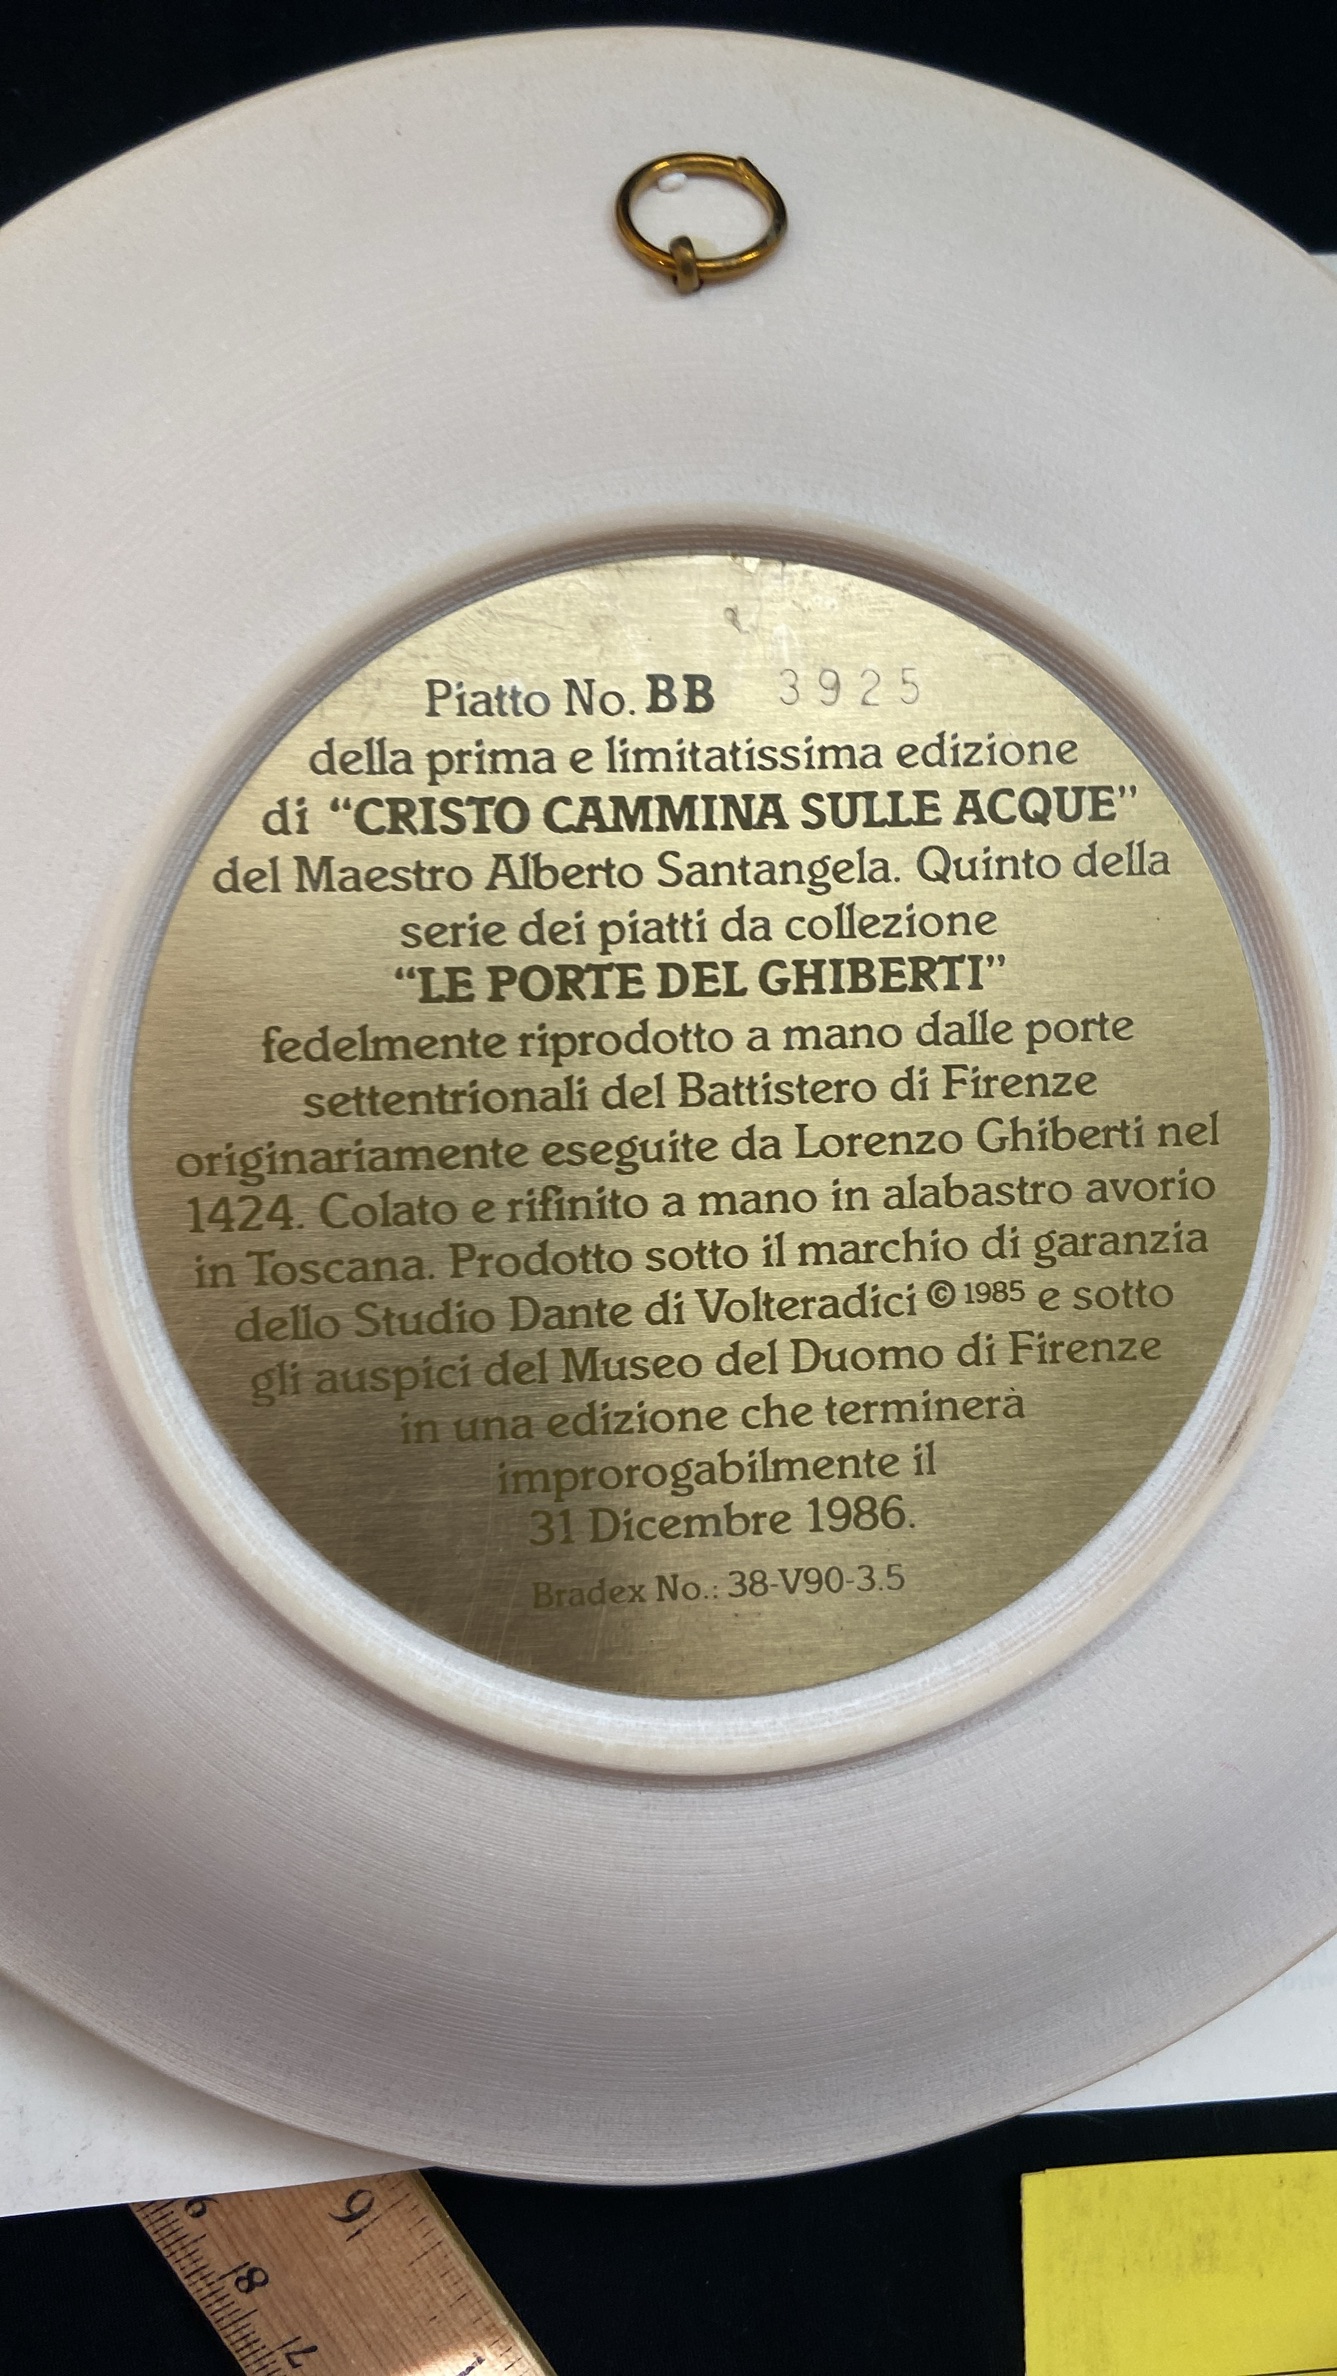 Piatto No. BB 3925
della prima e limitatissima edizione
di “CRISTO CAMMINA SULLE ACQUE”
del Maestro Alberto Santangela. Quinto della
serie dei piatti da collezione
“LE PORTE DEL GHIBERTI”
fedelmente riprodotto a mano dalle porte
settentrionali del Battistero di Firenze
originariamente eseguite da Lorenzo Ghiberti nel
1424. Colato e rifinito a mano in alabastro avorio
in Toscana. Prodotto sotto il marchio di garanzia
dello Studio Dante di Volteradici © 1985 e sotto
gli auspici del Museo del Duomo di Firenze
in una edizione che terminerà
improrogabilmente il
31 Dicembre 1986.
Bradex No.: 38-V90-3.5
9
8
7